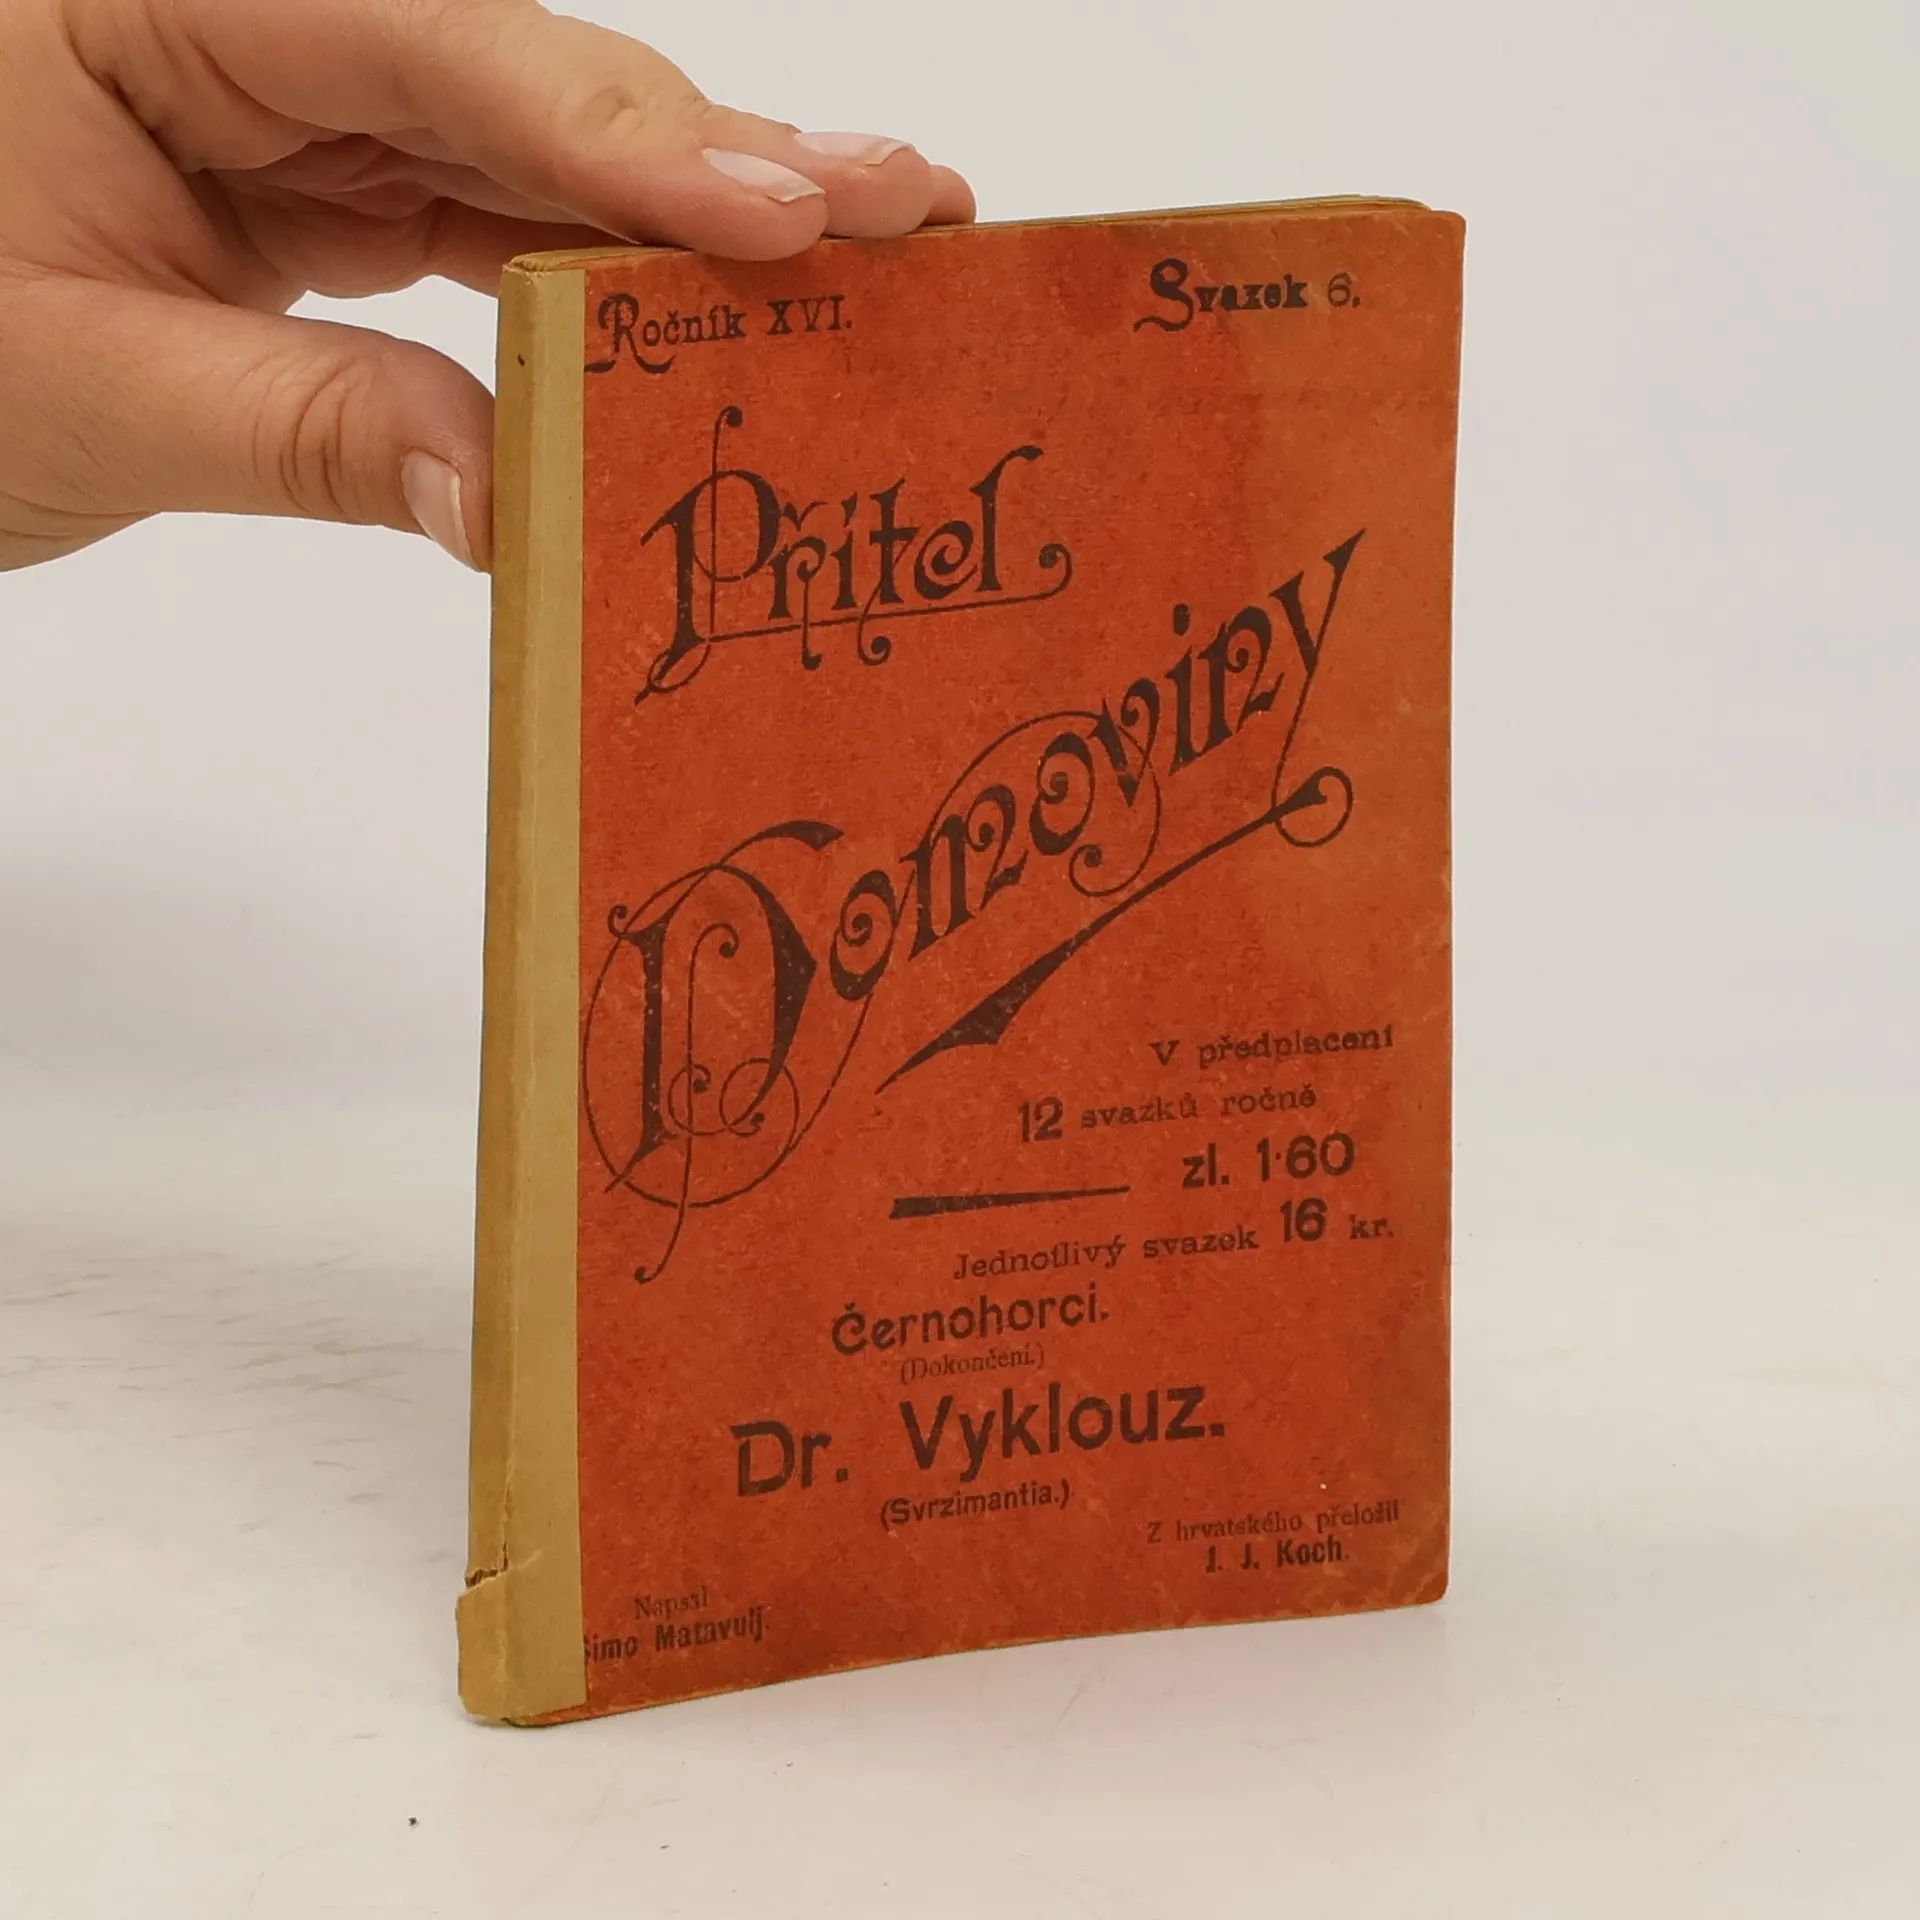 Ročník XVI.
Svazek 6.
Přítel
Domoviny
V předplacení
12 svazků ročně
zl. 1·60
Jednotlivý svazek 16 kr.
Černohorci.
(Dokončení.)
Dr. Vyklouz.
(Svrzimantia.)
Z hrvatského přeložil
J. J. Koch.
Napsal
Simo Matavulj.